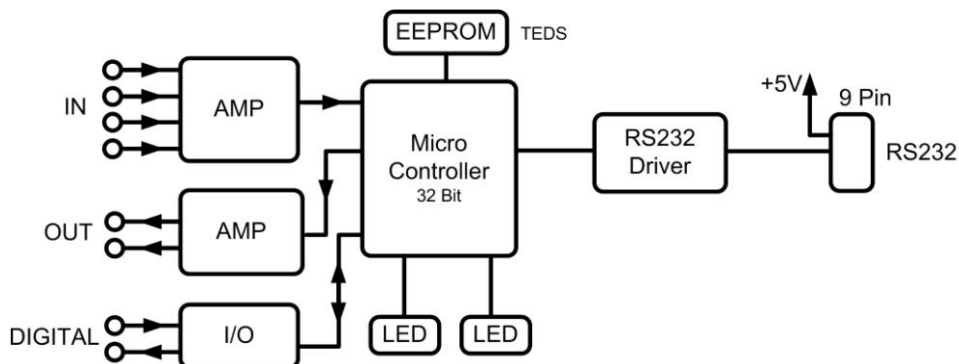 EEPROM
TEDS
IN
AMP
+5V
9 Pin
Micro
Controller
32 Bit
RS232
Driver
RS232
OUT
AMP
DIGITAL
I/O
LED
LED